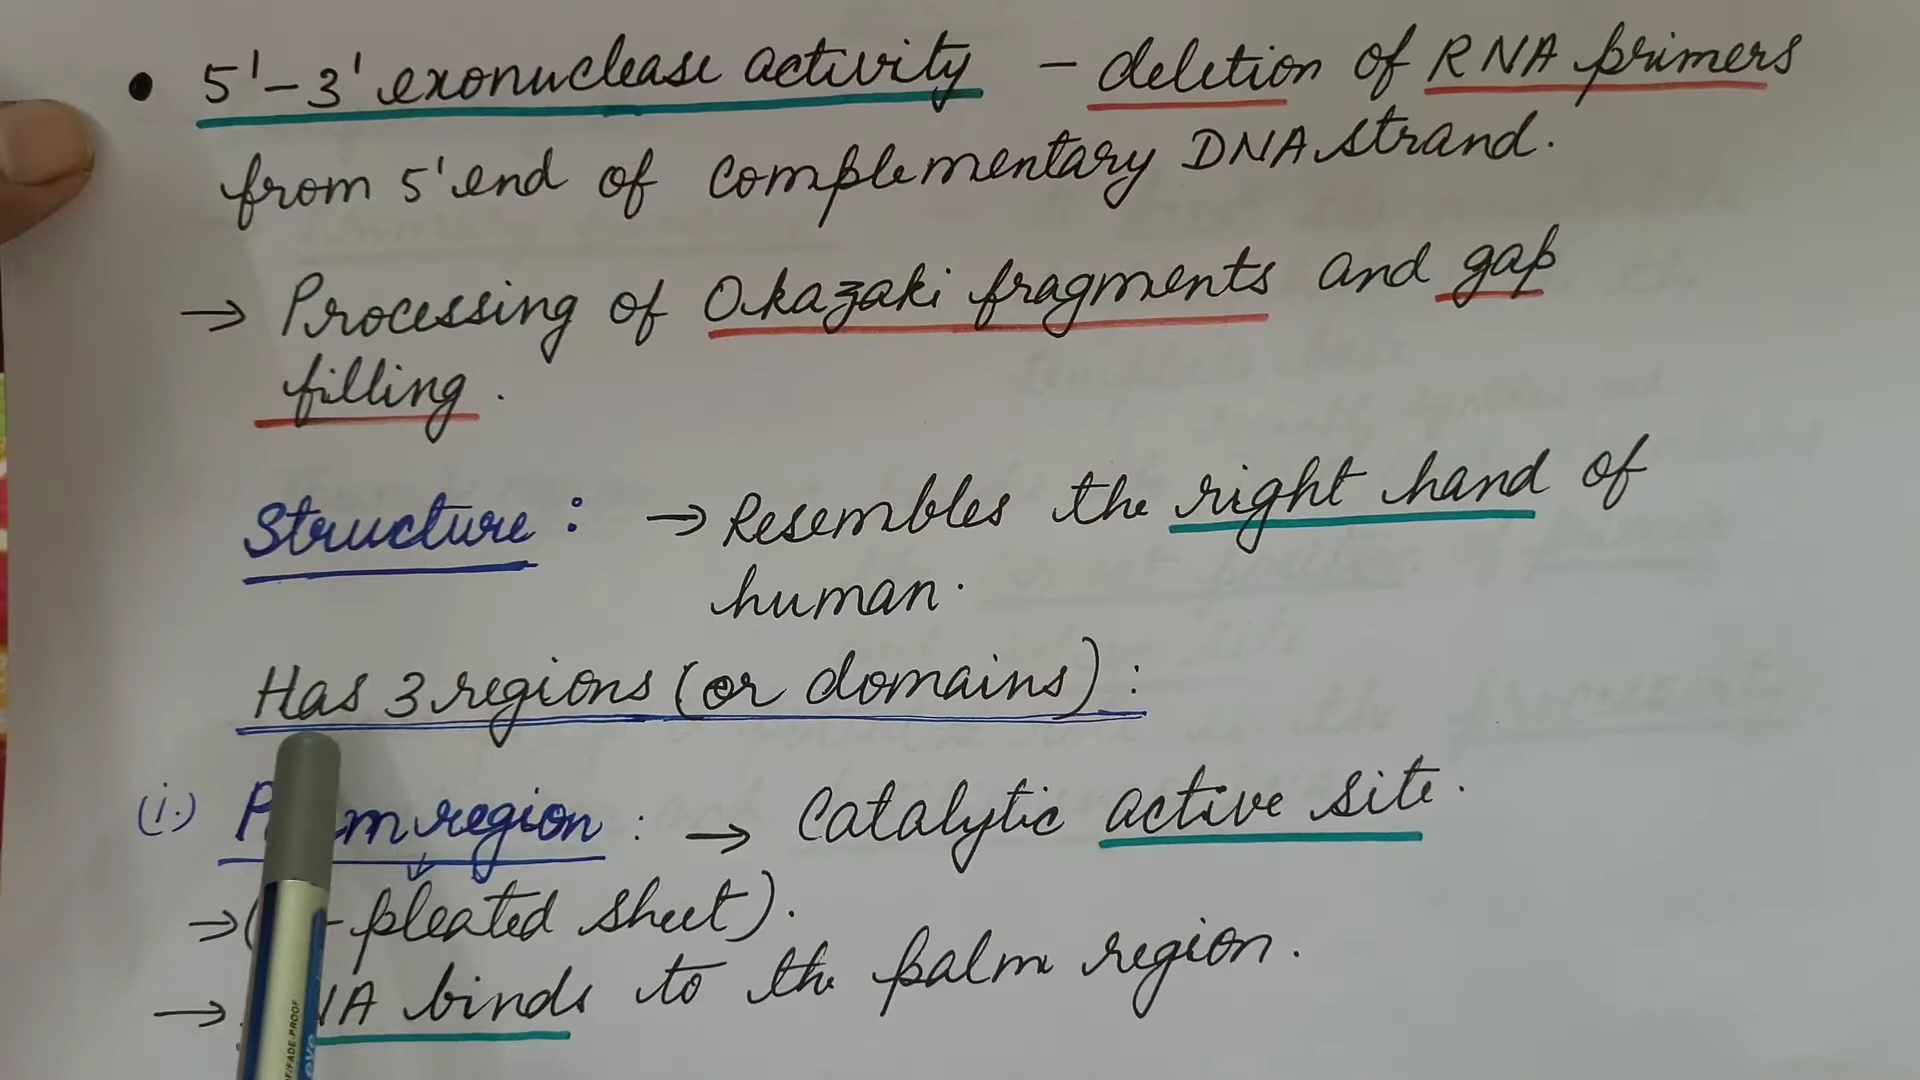 • 5'-3' exonuclease activity - deletion of RNA primers
from 5' end of complementary DNA strand.
→ Processing of Okazaki fragments and gap
filling.
Structure : → Resembles the right hand of
human.
Has 3 regions (or domains) :
(i.) region : → Catalytic active site.
→ ( -pleated sheet).
→ binds to the palm region.